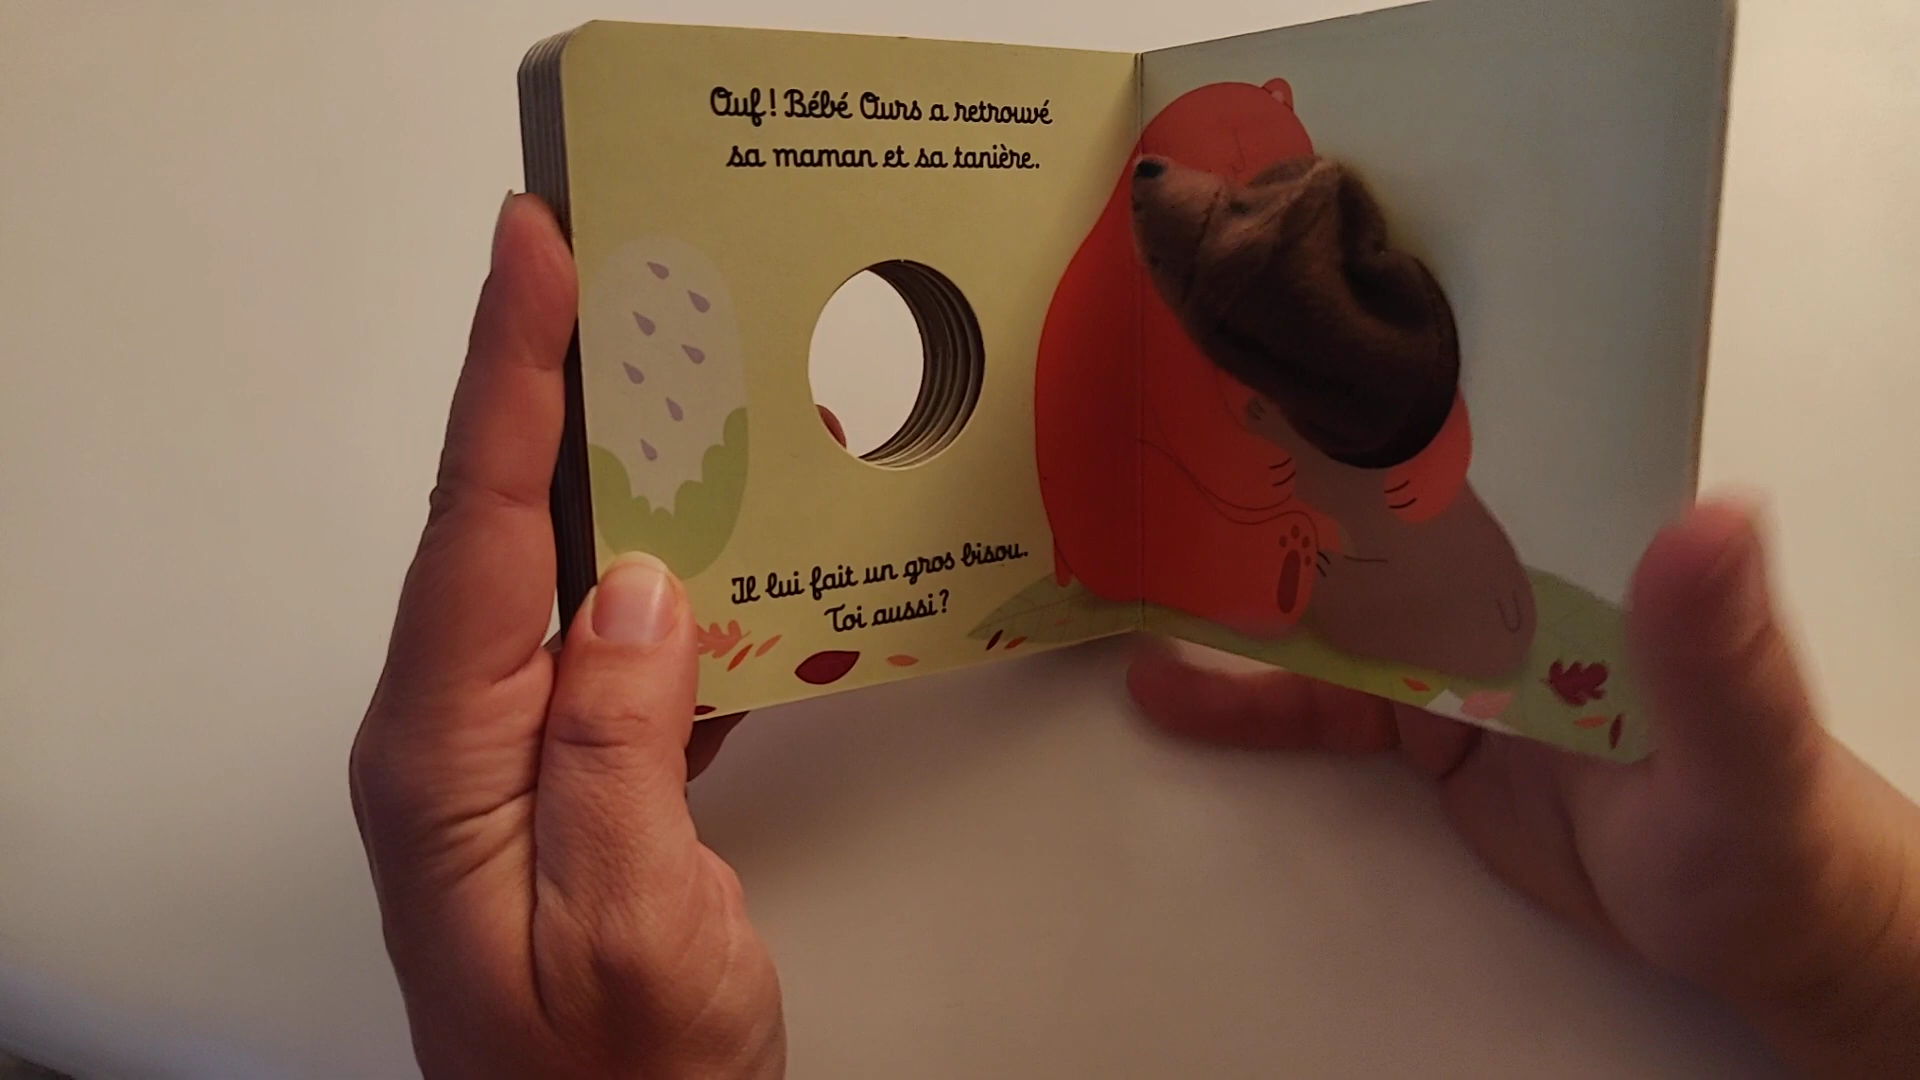 Ouf ! Bébé Ours a retrouvé
sa maman et sa tanière.
Il lui fait un gros bisou.
Toi aussi ?